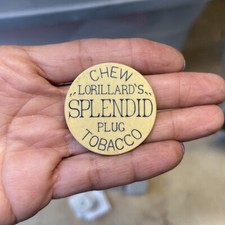 CHEW
„LORILLARD'S„
SPLENDID
PLUG
TOBACCO